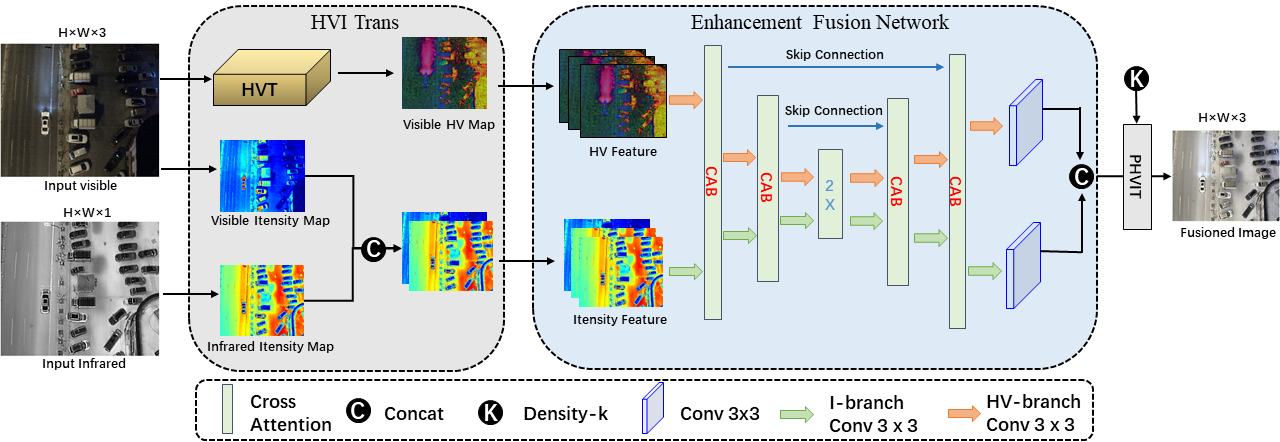 HVI Trans
Enhancement Fusion Network
H×W×3
HVT
Visible HV Map
Input visible
Visible Itensity Map
H×W×1
C
Infrared Itensity Map
Input Infrared
HV Feature
Itensity Feature
Skip Connection
Skip Connection
CAB
CAB
2
X
CAB
CAB
C
K
PHVIT
H×W×3
Fusioned Image
Cross
Attention
C Concat
K Density-k
Conv 3x3
I-branch
Conv 3 x 3
HV-branch
Conv 3 x 3